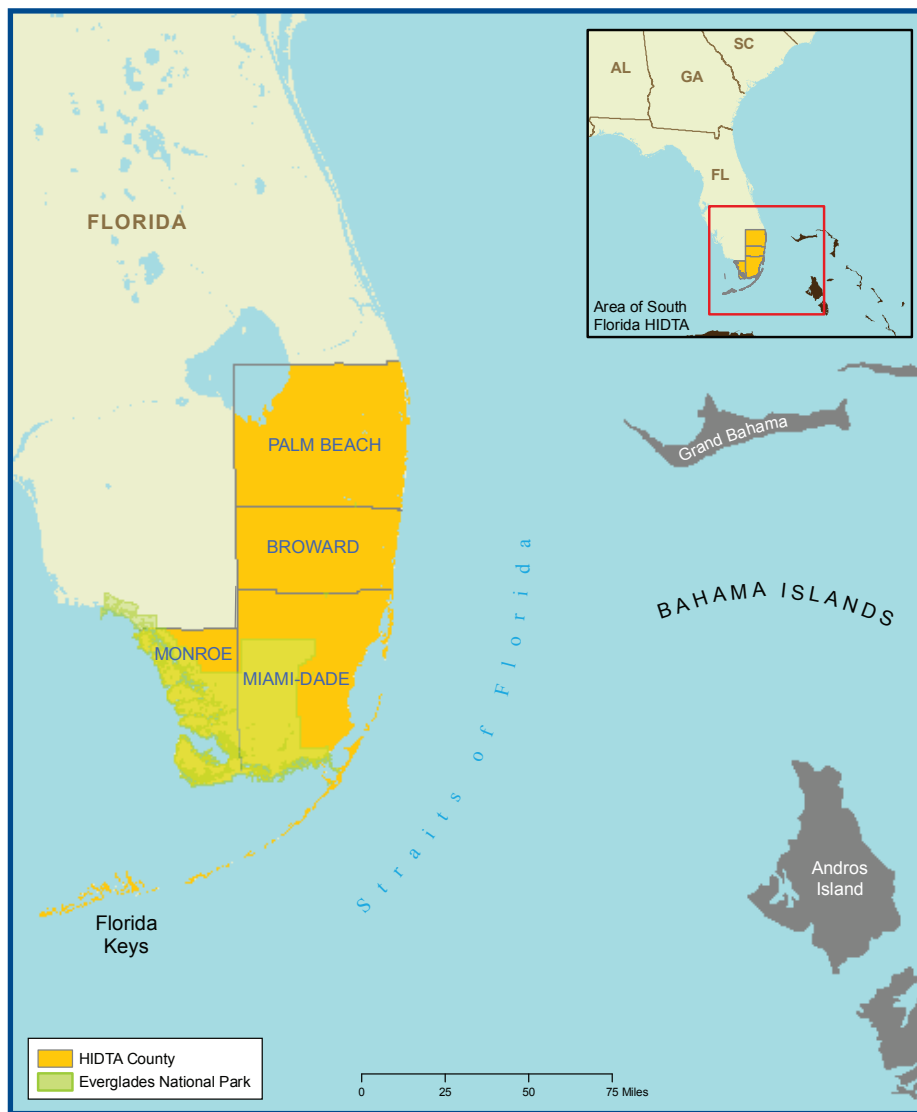 SC
AL
GA
FL
Area of South
Florida HIDTA
FLORIDA
PALM BEACH
Grand Bahama
BROWARD
Straits of Florida
BAHAMA ISLANDS
MONROE
MIAMI-DADE
Andros
Island
Florida
Keys
HIDTA County
Everglades National Park
0 25 50 75 Miles